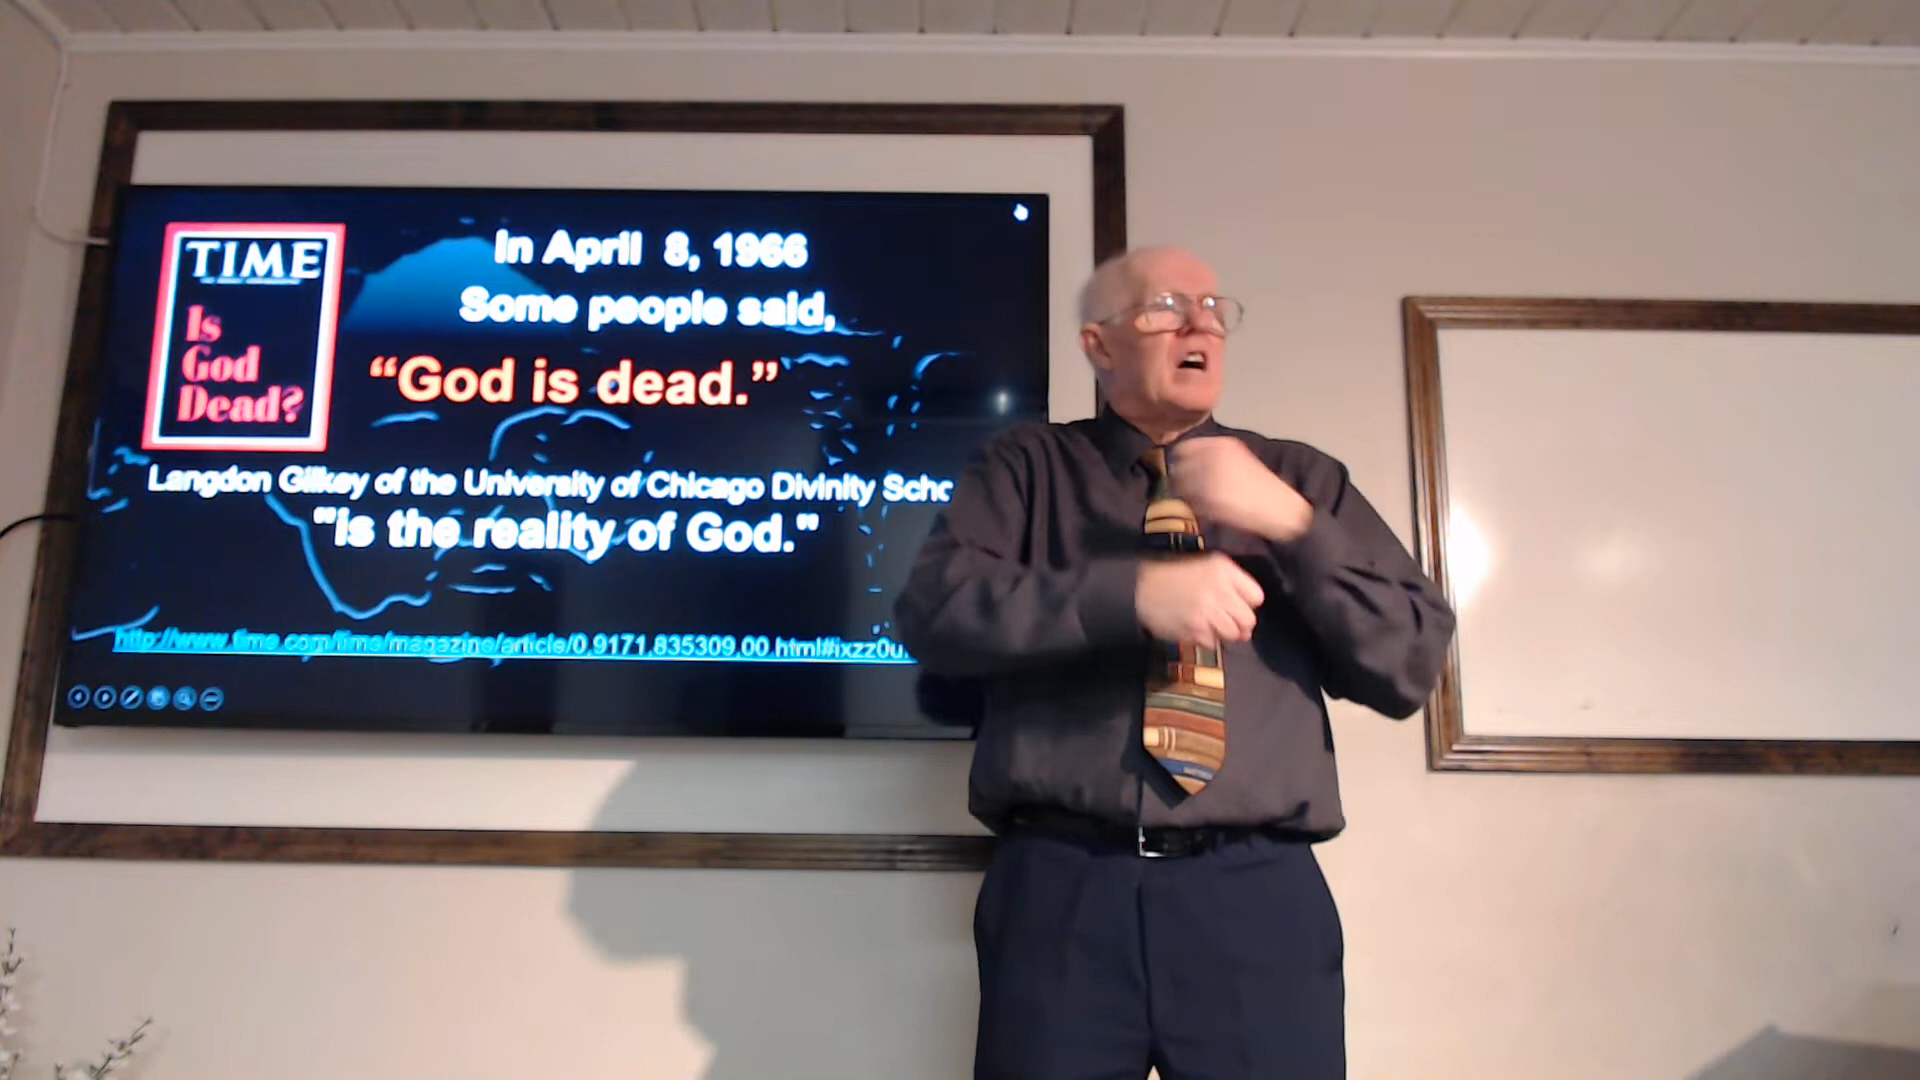 TIME
Is
God
Dead?
In April 8, 1966
Some people said,
“God is dead.”
Langdon Gilkey of the University of Chicago Divinity Scho
"is the reality of God."
http://www.time.com/time/magazine/article/0,9171,835309,00.html#ixzz0u